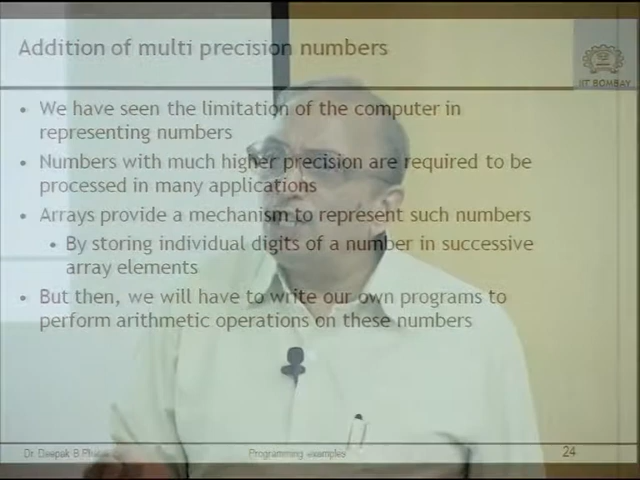 Addition of multi precision numbers
IIT BOMBAY
• We have seen the limitation of the computer in
representing numbers
• Numbers with much higher precision are required to be
processed in many applications
• Arrays provide a mechanism to represent such numbers
• By storing individual digits of a number in successive
array elements
• But then, we will have to write our own programs to
perform arithmetic operations on these numbers
Dr. Deepak B Phatak
Programming examples
24